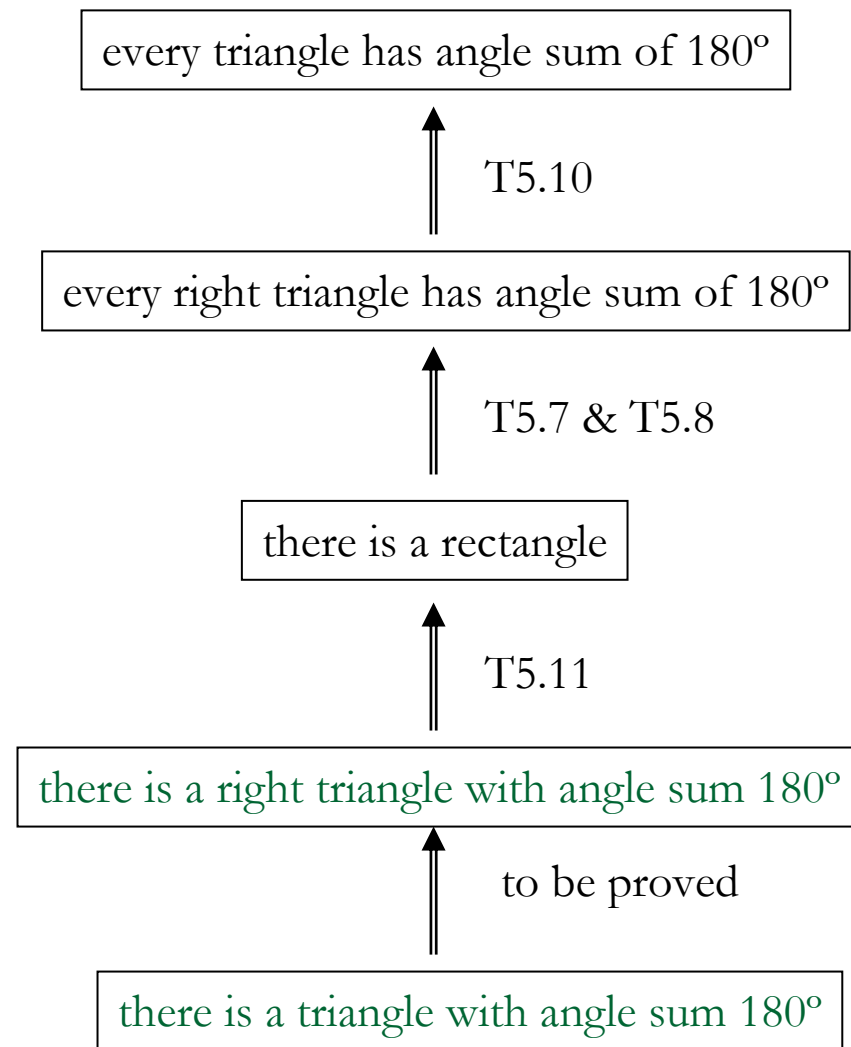 every triangle has angle sum of 180º
T5.10
every right triangle has angle sum of 180º
T5.7 & T5.8
there is a rectangle
T5.11
there is a right triangle with angle sum 180º
to be proved
there is a triangle with angle sum 180º